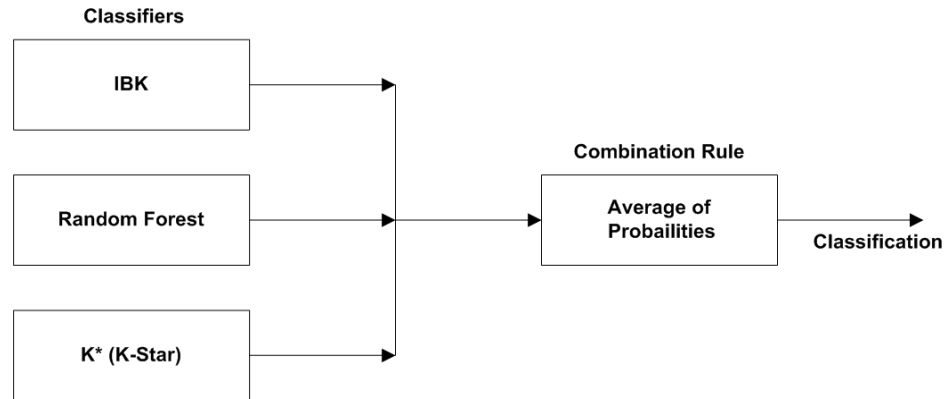 Classifiers
IBK
Random Forest
K* (K-Star)
Combination Rule
Average of
Probailities
Classification